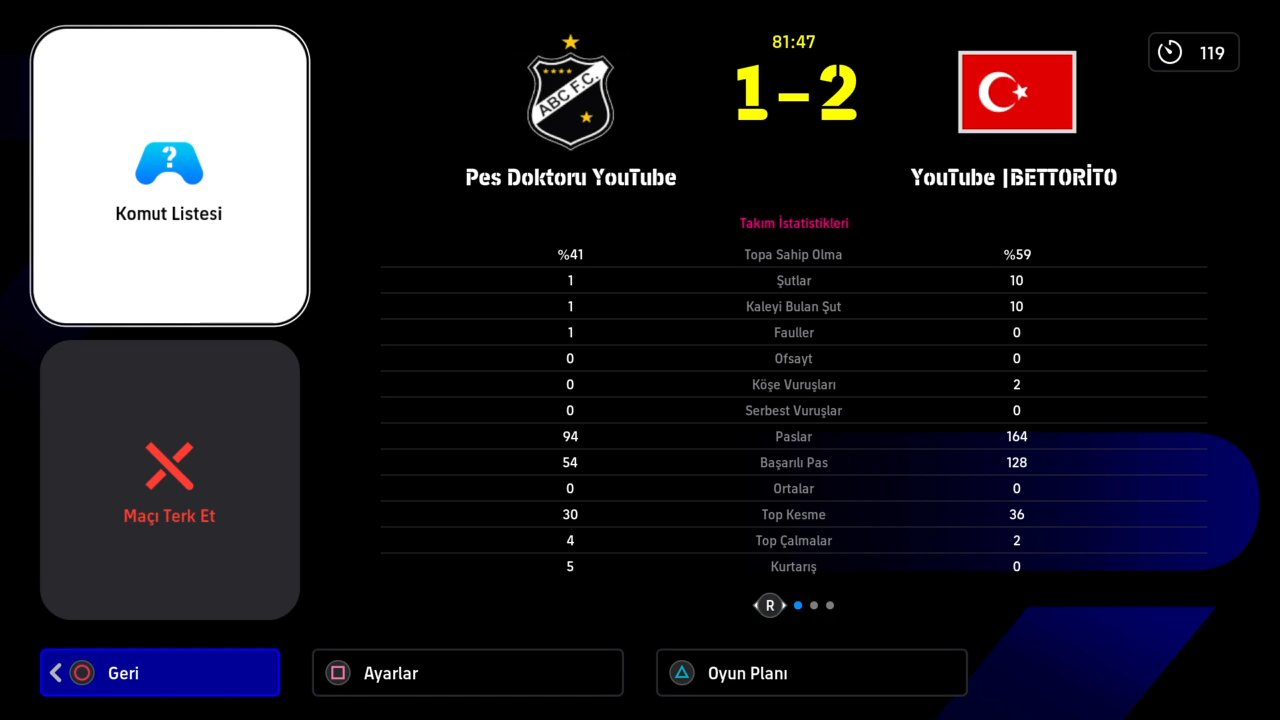 Komut Listesi
Maçı Terk Et
ABC F.C.
81:47
1-2
119
Pes Doktoru YouTube
YouTube |BETTORİTO
Takım İstatistikleri
%41 Topa Sahip Olma %59
1 Şutlar 10
1 Kaleyi Bulan Şut 10
1 Fauller 0
0 Ofsayt 0
0 Köşe Vuruşları 2
0 Serbest Vuruşlar 0
94 Paslar 164
54 Başarılı Pas 128
0 Ortalar 0
30 Top Kesme 36
4 Top Çalmalar 2
5 Kurtarış 0
R
Geri
Ayarlar
Oyun Planı